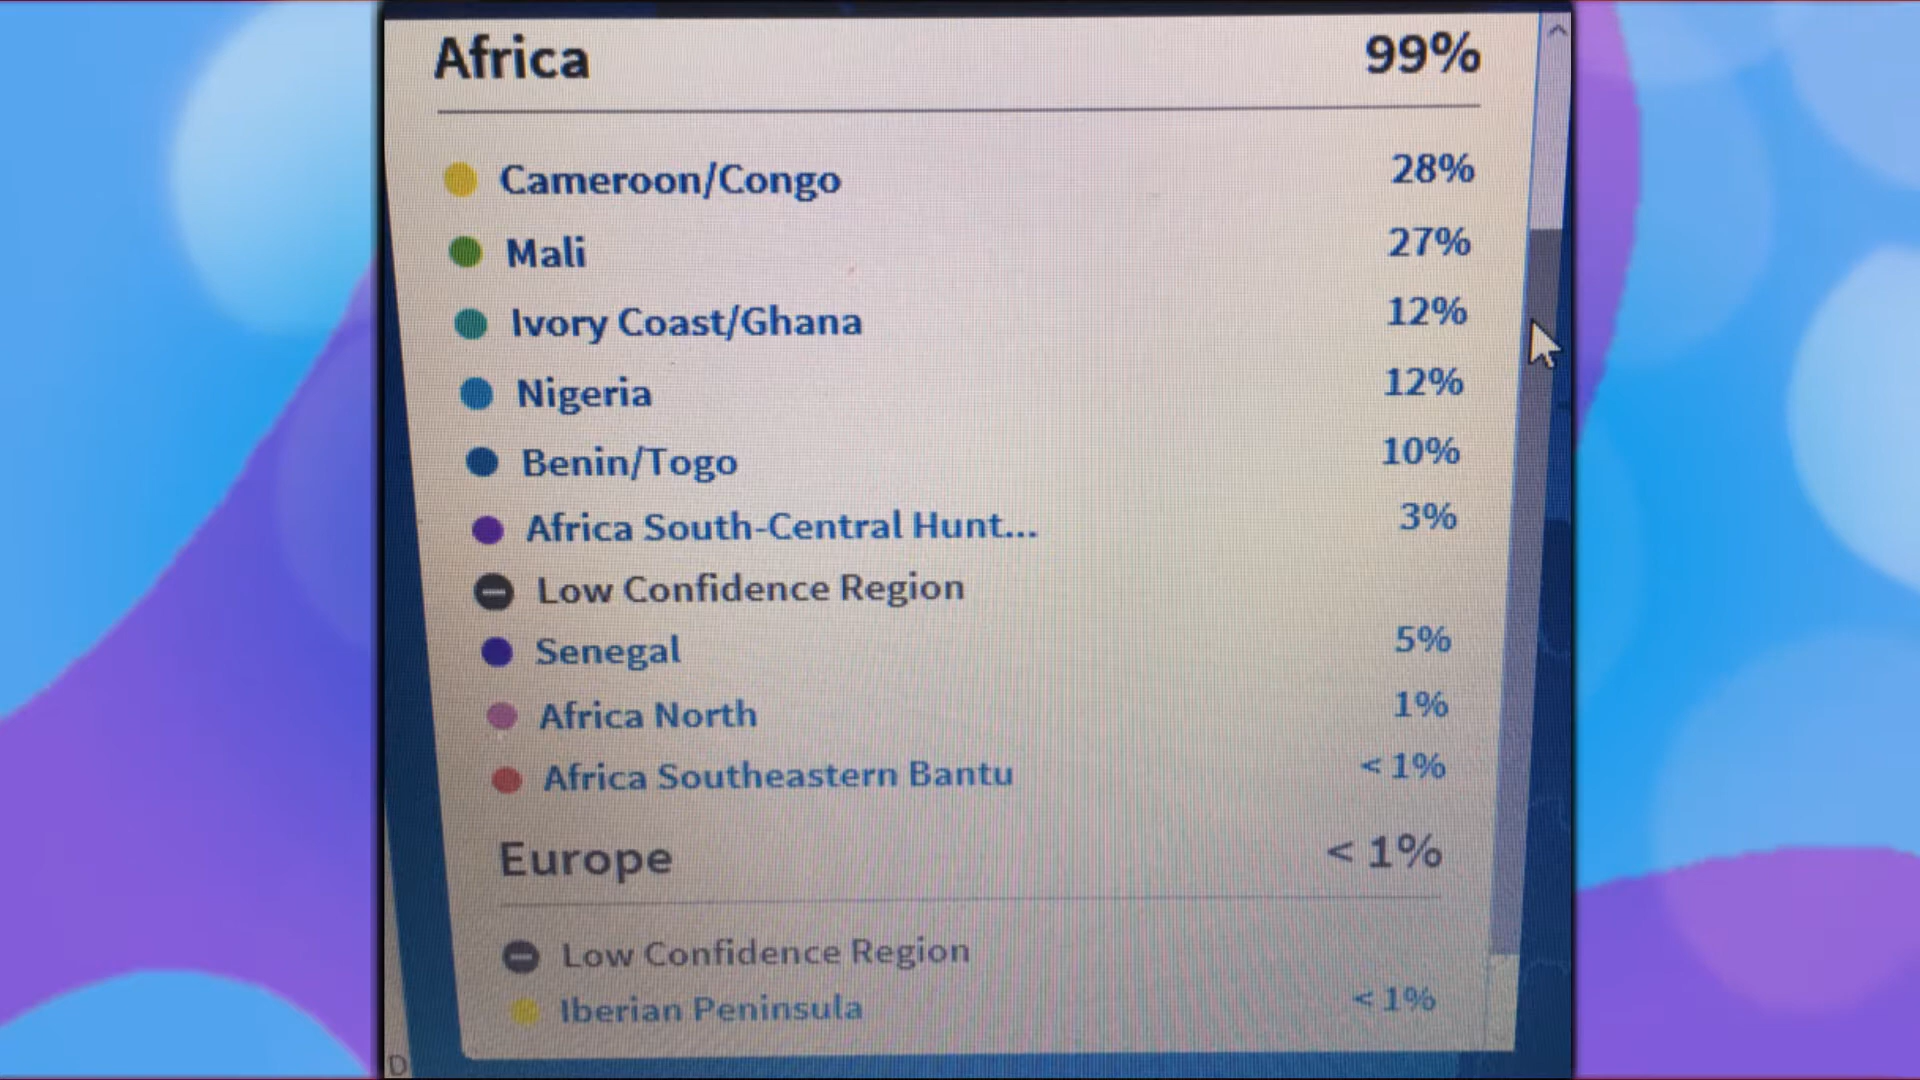 Africa 99%
Cameroon/Congo 28%
Mali 27%
Ivory Coast/Ghana 12%
Nigeria 12%
Benin/Togo 10%
Africa South-Central Hunt... 3%
Low Confidence Region
Senegal 5%
Africa North 1%
Africa Southeastern Bantu < 1%
Europe < 1%
Low Confidence Region
Iberian Peninsula < 1%
D